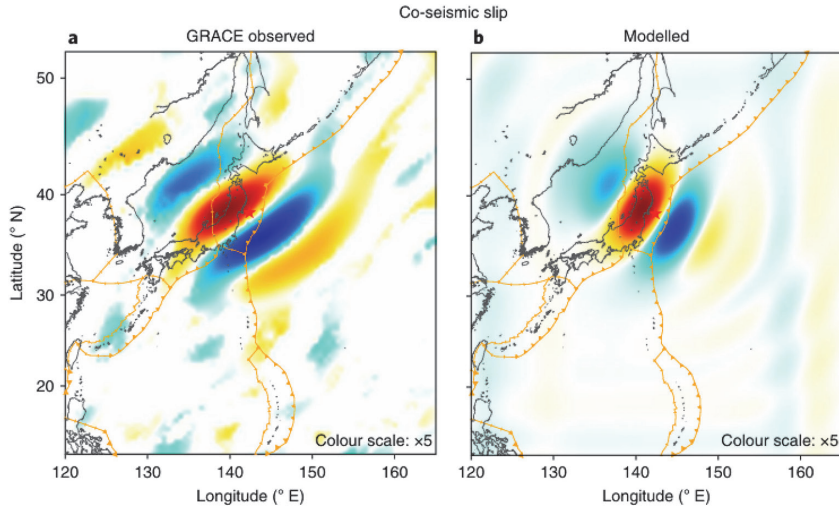 Co-seismic slip
a GRACE observed
b Modelled
Latitude (° N)
50
40
30
20
Colour scale: ×5
Colour scale: ×5
120 130 140 150 160
120 130 140 150 160
Longitude (° E)
Longitude (° E)